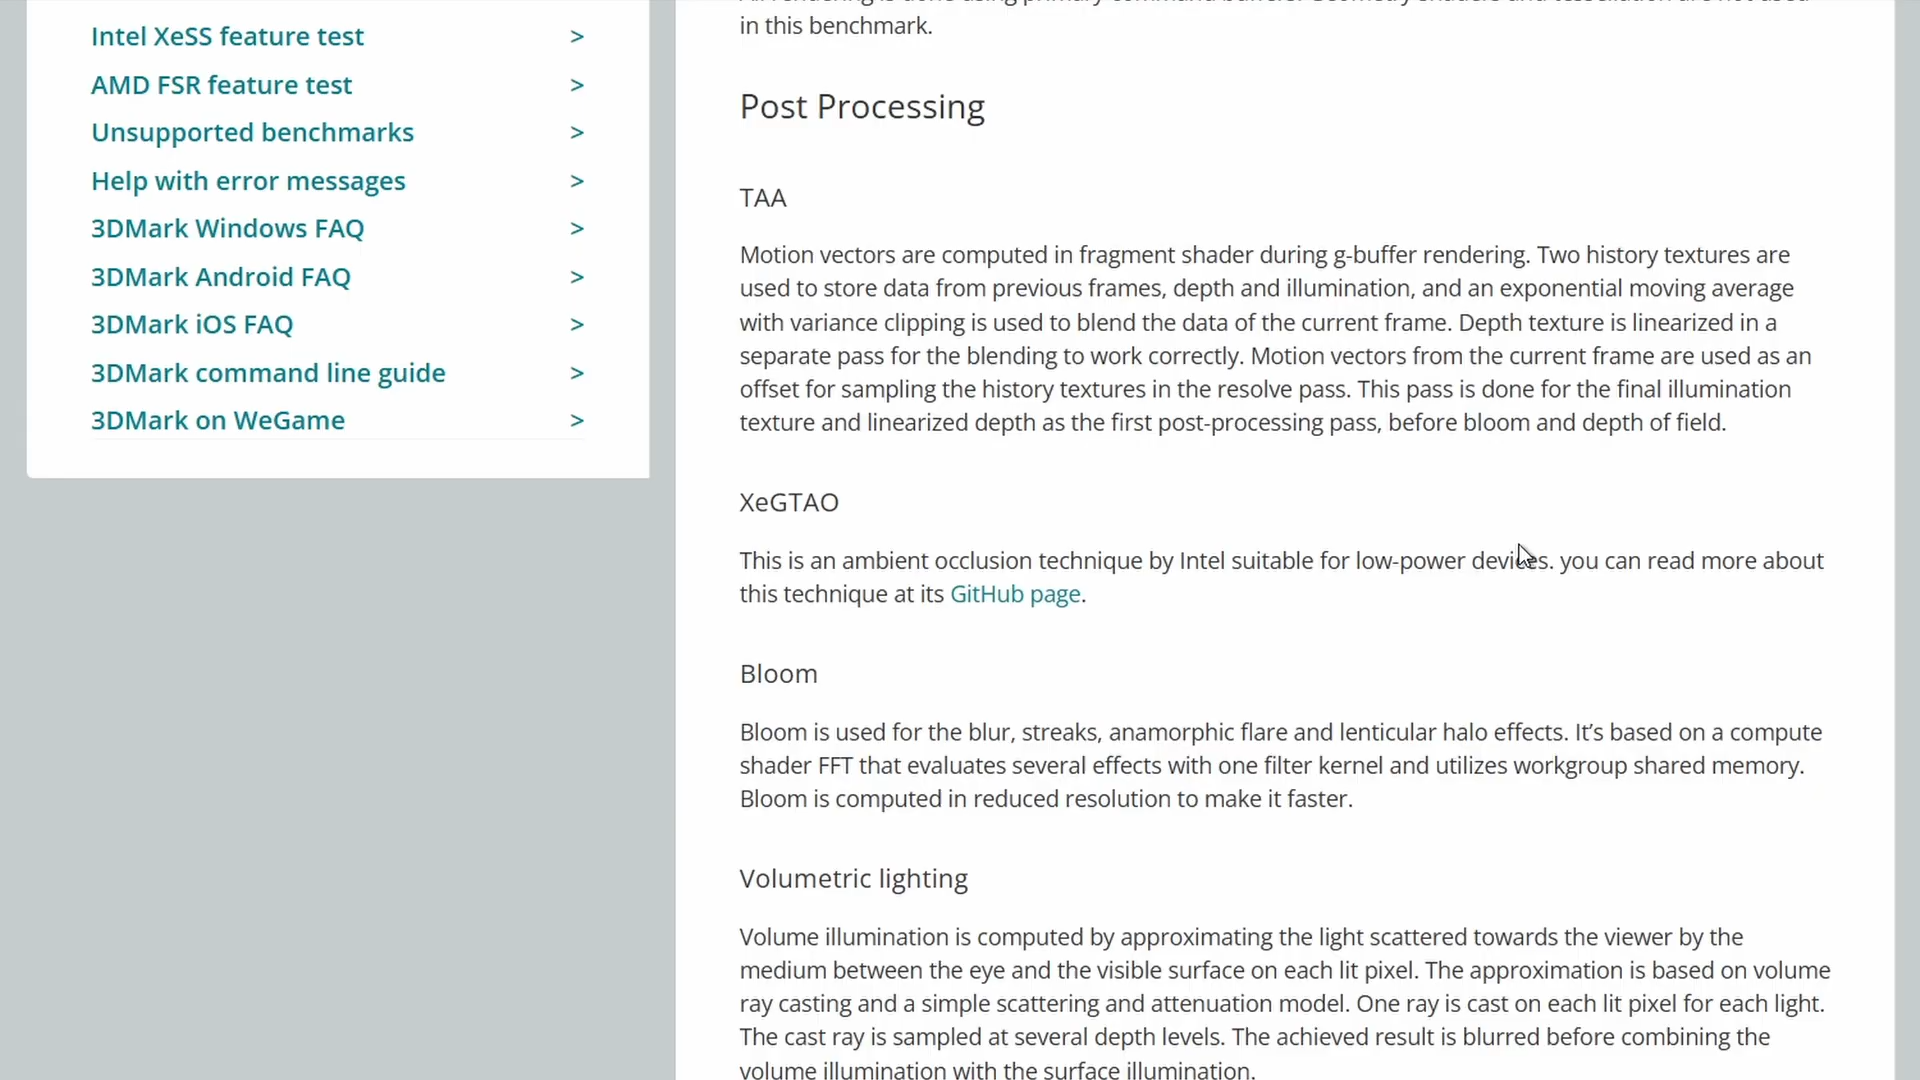 Intel XeSS feature test >
AMD FSR feature test >
Unsupported benchmarks >
Help with error messages >
3DMark Windows FAQ >
3DMark Android FAQ >
3DMark iOS FAQ >
3DMark command line guide >
3DMark on WeGame >
in this benchmark.
Post Processing
TAA
Motion vectors are computed in fragment shader during g-buffer rendering. Two history textures are
used to store data from previous frames, depth and illumination, and an exponential moving average
with variance clipping is used to blend the data of the current frame. Depth texture is linearized in a
separate pass for the blending to work correctly. Motion vectors from the current frame are used as an
offset for sampling the history textures in the resolve pass. This pass is done for the final illumination
texture and linearized depth as the first post-processing pass, before bloom and depth of field.
XeGTAO
This is an ambient occlusion technique by Intel suitable for low-power devices. you can read more about
this technique at its GitHub page.
Bloom
Bloom is used for the blur, streaks, anamorphic flare and lenticular halo effects. It’s based on a compute
shader FFT that evaluates several effects with one filter kernel and utilizes workgroup shared memory.
Bloom is computed in reduced resolution to make it faster.
Volumetric lighting
Volume illumination is computed by approximating the light scattered towards the viewer by the
medium between the eye and the visible surface on each lit pixel. The approximation is based on volume
ray casting and a simple scattering and attenuation model. One ray is cast on each lit pixel for each light.
The cast ray is sampled at several depth levels. The achieved result is blurred before combining the
volume illumination with the surface illumination.